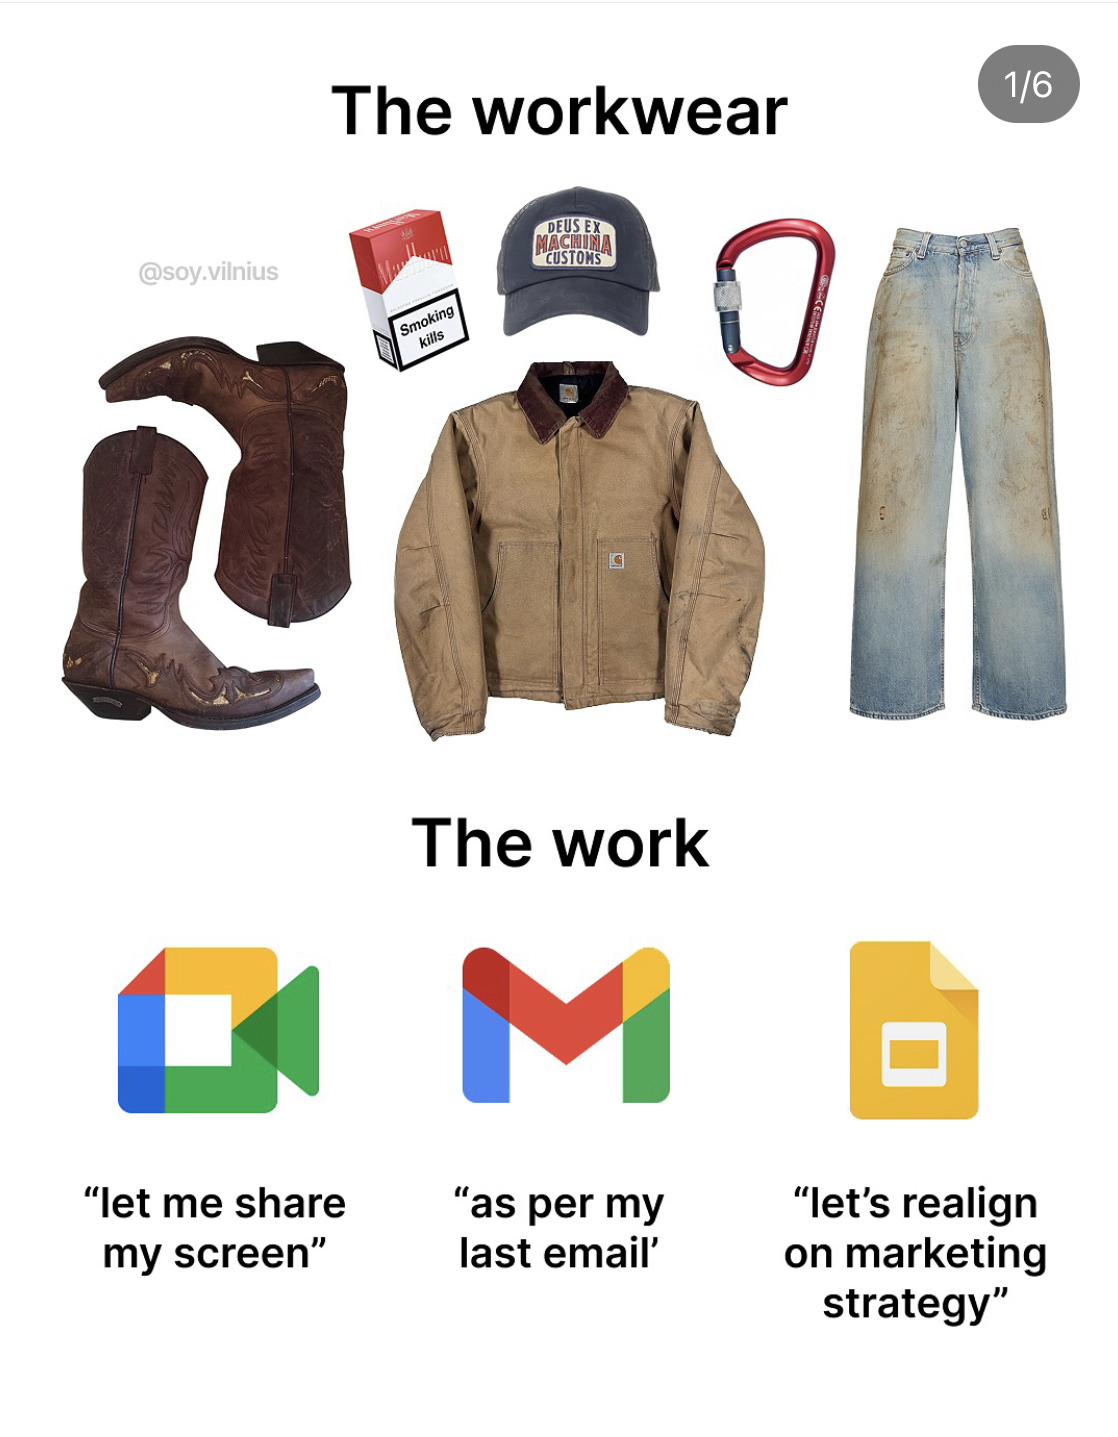 1/6
The workwear
@soy.vilnius
Smoking
kills
DEUS EX
MACHINA
CUSTOMS
The work
“let me share
my screen”
“as per my
last email’
“let’s realign
on marketing
strategy”